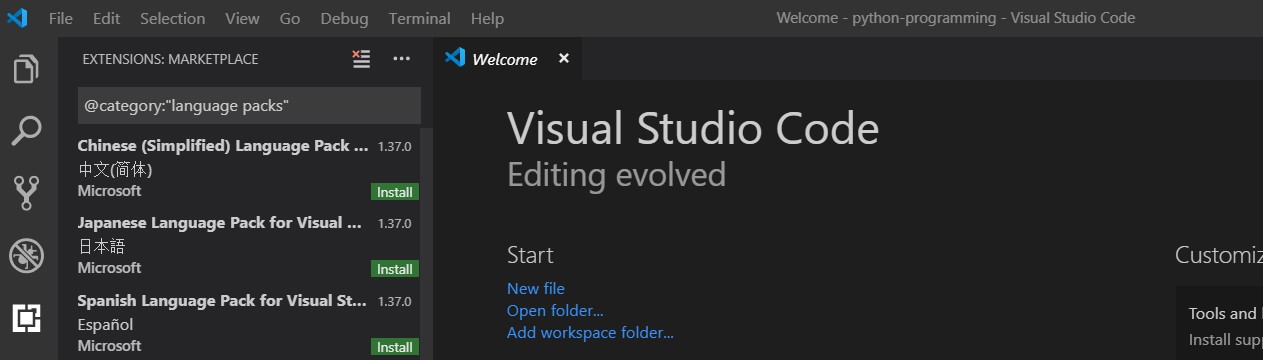 File Edit Selection View Go Debug Terminal Help
Welcome - python-programming - Visual Studio Code
EXTENSIONS: MARKETPLACE
@category:"language packs"
Chinese (Simplified) Language Pack ... 1.37.0
中文(简体)
Microsoft Install
Japanese Language Pack for Visual ... 1.37.0
日本語
Microsoft Install
Spanish Language Pack for Visual St... 1.37.0
Español
Microsoft Install
Welcome
Visual Studio Code
Editing evolved
Start
New file
Open folder...
Add workspace folder...
Customiz
Tools and
Install supp